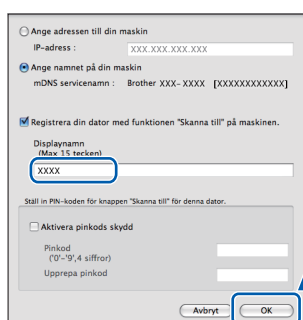 Ange adressen till din maskin
IP-adress : XXX.XXX.XXX.XXX
Ange namnet på din maskin
mDNS servicenamn : Brother XXX-XXXX [XXXXXXXXXXXX]
Registrera din dator med funktionen "Skanna till" på maskinen.
Displaynamn
(Max 15 tecken)
XXXX
Ställ in PIN-koden för knappen "Skanna till" för denna dator.
Aktivera pinkods skydd
Pinkod
('0'-'9',4 siffror)
Upprepa pinkod
Avbryt OK